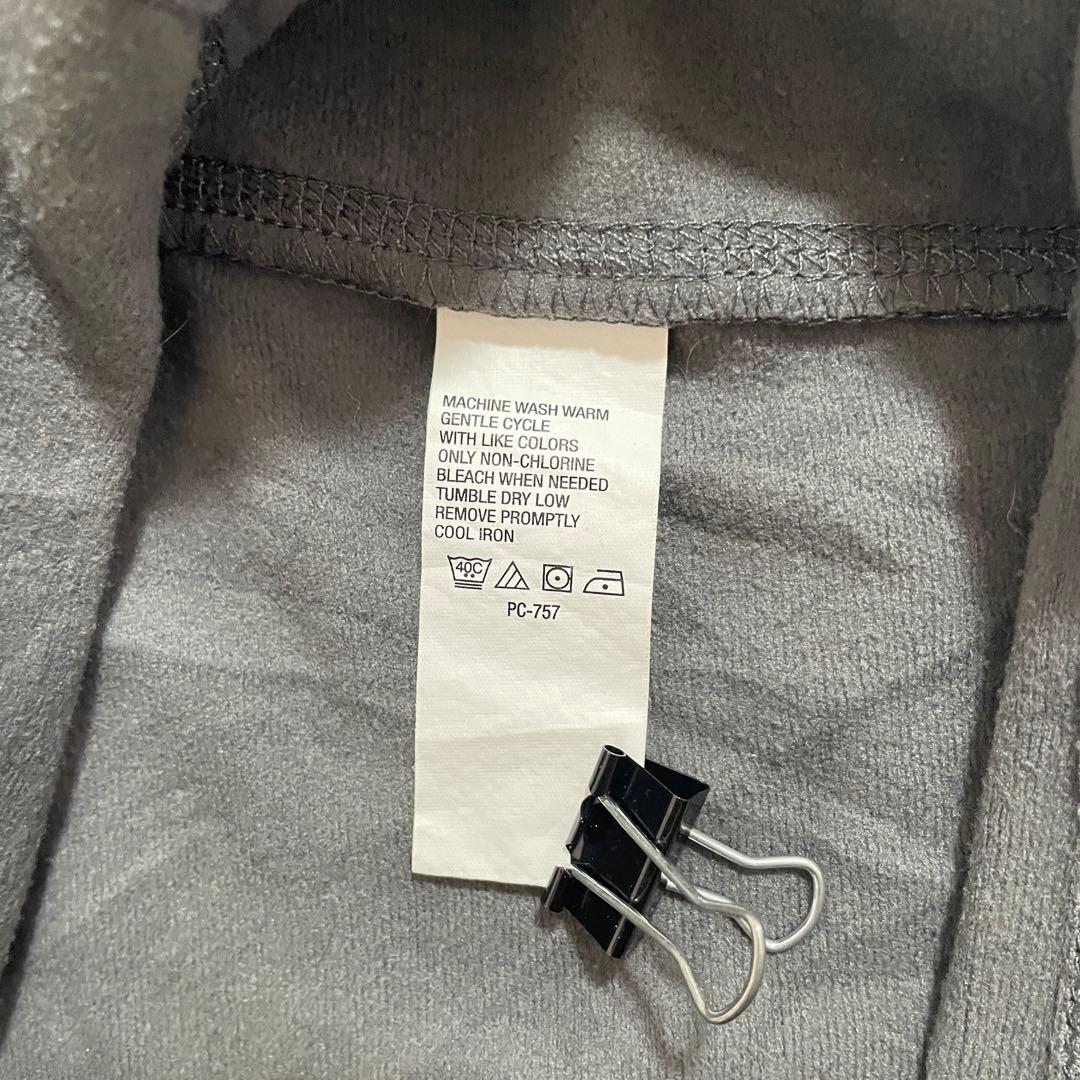 MACHINE WASH WARM
GENTLE CYCLE
WITH LIKE COLORS
ONLY NON-CHLORINE
BLEACH WHEN NEEDED
TUMBLE DRY LOW
REMOVE PROMPTLY
COOL IRON
40C
PC-757